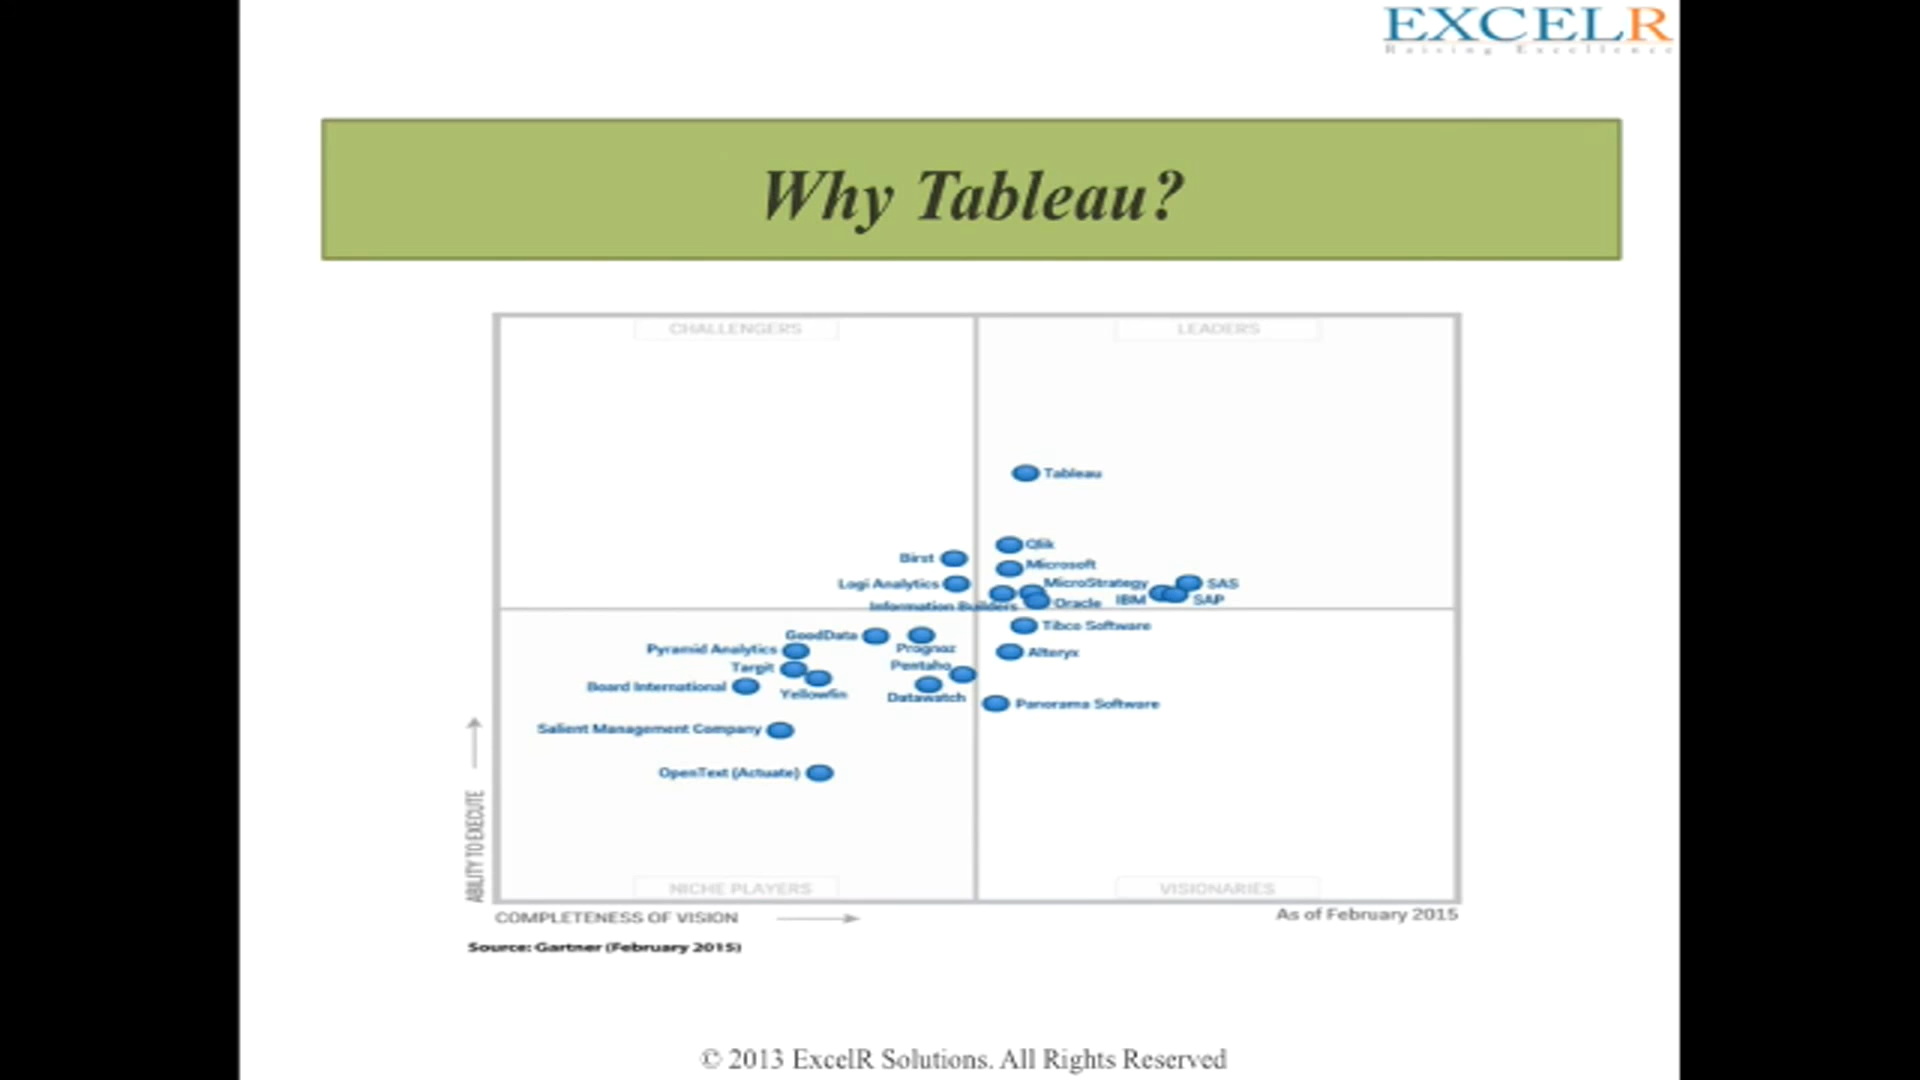 EXCELR
Raising Excellence
Why Tableau?
CHALLENGERS
LEADERS
Tableau
Qlik
Birst
Microsoft
Logi Analytics
MicroStrategy
SAS
Information Builders
Oracle
IBM
SAP
Tibco Software
GoodData
Prognoz
Pyramid Analytics
Alteryx
Targit
Pentaho
Board International
Yellowfin
Datawatch
Panorama Software
Salient Management Company
OpenText (Actuate)
ABILITY TO EXECUTE
NICHE PLAYERS
VISIONARIES
COMPLETENESS OF VISION
As of February 2015
Source: Gartner (February 2015)
© 2013 ExcelR Solutions. All Rights Reserved